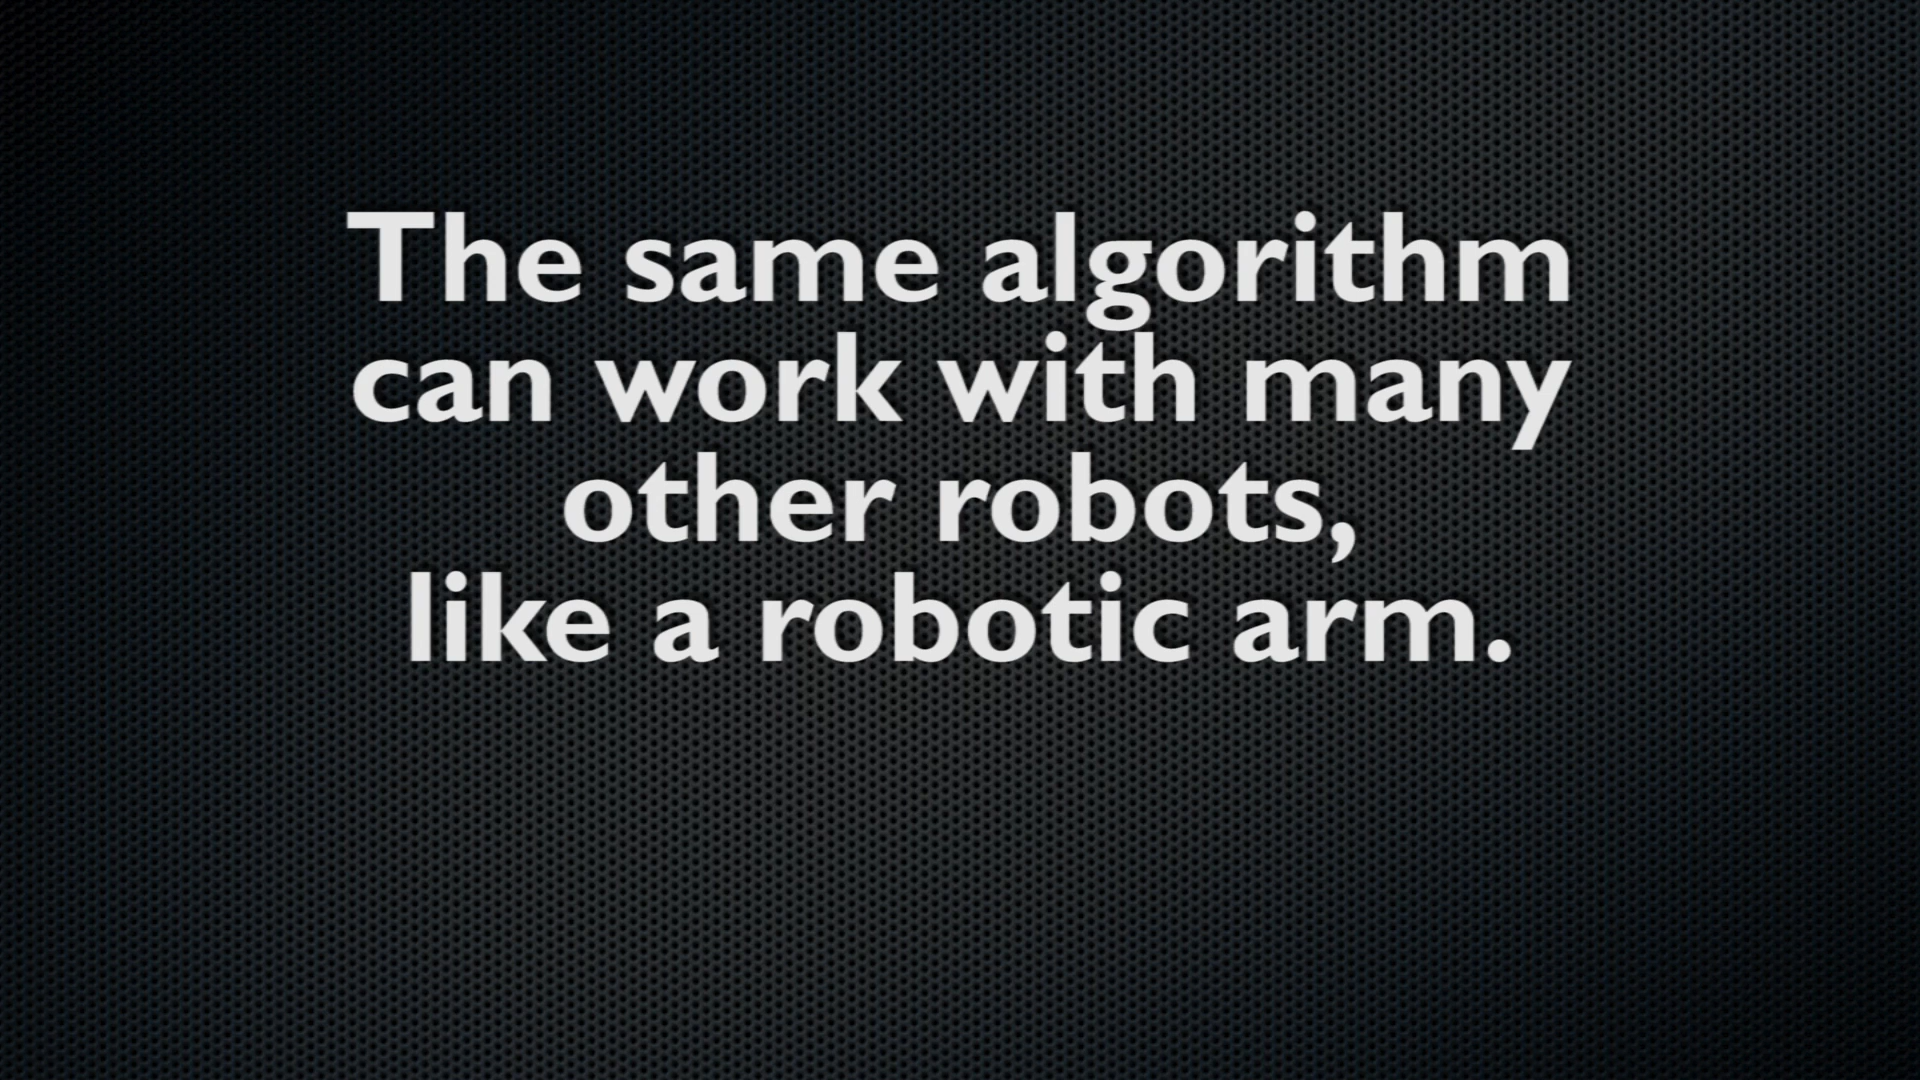 The same algorithm
can work with many
other robots,
like a robotic arm.